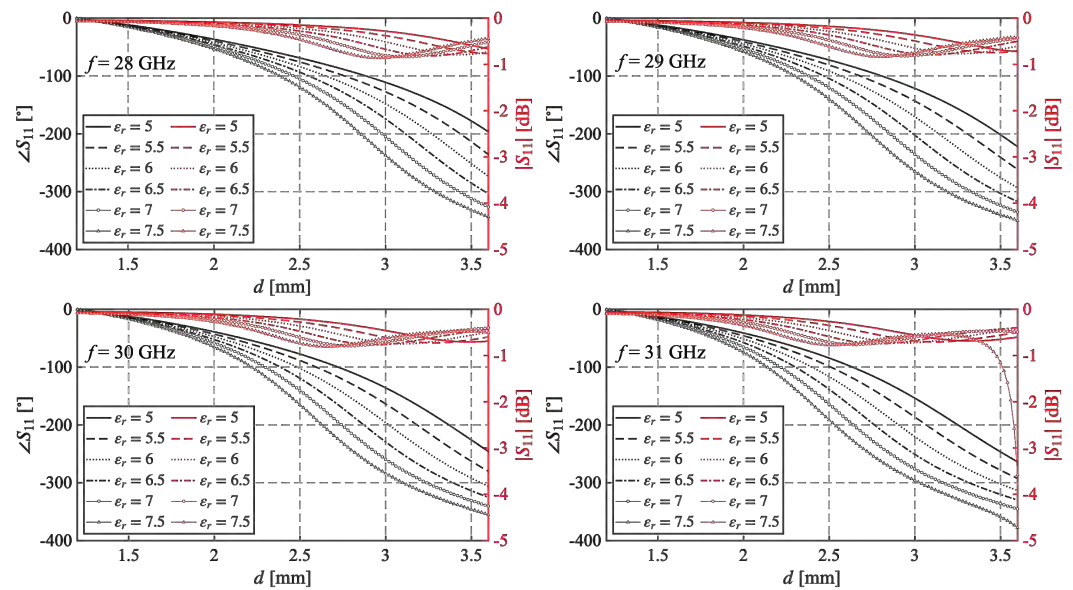 0
-100
-200
-300
-400
∠S₁₁ [°]
f = 28 GHz
εᵣ = 5 εᵣ = 5
εᵣ = 5.5 εᵣ = 5.5
εᵣ = 6 εᵣ = 6
εᵣ = 6.5 εᵣ = 6.5
εᵣ = 7 εᵣ = 7
εᵣ = 7.5 εᵣ = 7.5
1.5 2 2.5 3 3.5
d [mm]
0
-1
-2
-3
-4
-5
|S₁₁| [dB]
0
-100
-200
-300
-400
∠S₁₁ [°]
f = 29 GHz
εᵣ = 5 εᵣ = 5
εᵣ = 5.5 εᵣ = 5.5
εᵣ = 6 εᵣ = 6
εᵣ = 6.5 εᵣ = 6.5
εᵣ = 7 εᵣ = 7
εᵣ = 7.5 εᵣ = 7.5
1.5 2 2.5 3 3.5
d [mm]
0
-1
-2
-3
-4
-5
|S₁₁| [dB]
0
-100
-200
-300
-400
∠S₁₁ [°]
f = 30 GHz
εᵣ = 5 εᵣ = 5
εᵣ = 5.5 εᵣ = 5.5
εᵣ = 6 εᵣ = 6
εᵣ = 6.5 εᵣ = 6.5
εᵣ = 7 εᵣ = 7
εᵣ = 7.5 εᵣ = 7.5
1.5 2 2.5 3 3.5
d [mm]
0
-1
-2
-3
-4
-5
|S₁₁| [dB]
0
-100
-200
-300
-400
∠S₁₁ [°]
f = 31 GHz
εᵣ = 5 εᵣ = 5
εᵣ = 5.5 εᵣ = 5.5
εᵣ = 6 εᵣ = 6
εᵣ = 6.5 εᵣ = 6.5
εᵣ = 7 εᵣ = 7
εᵣ = 7.5 εᵣ = 7.5
1.5 2 2.5 3 3.5
d [mm]
0
-1
-2
-3
-4
-5
|S₁₁| [dB]